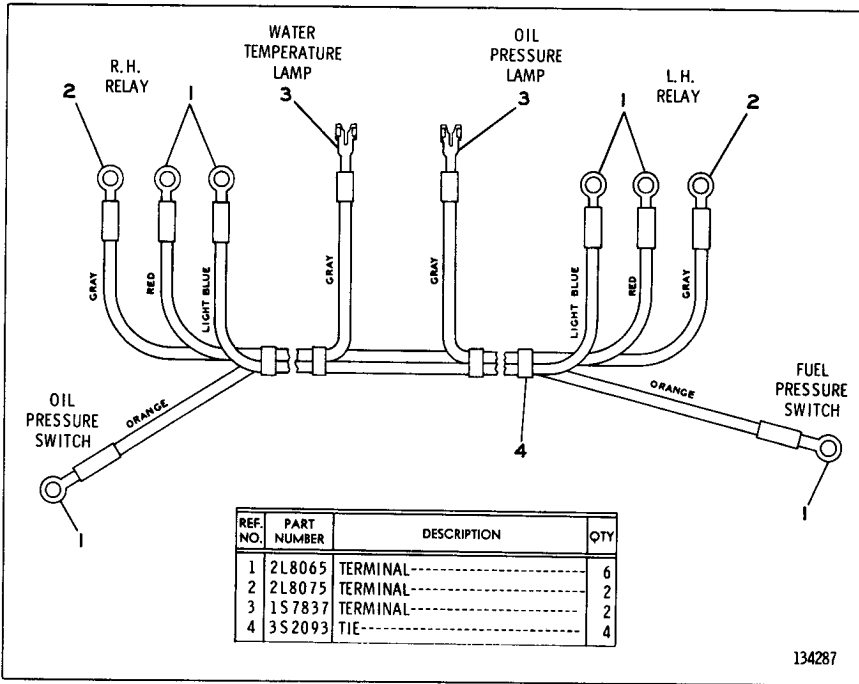 WATER
TEMPERATURE
LAMP
3
OIL
PRESSURE
LAMP
3
R.H.
RELAY
2
1
L.H.
RELAY
1
2
GRAY
RED
LIGHT BLUE
GRAY
GRAY
LIGHT BLUE
RED
GRAY
OIL
PRESSURE
SWITCH
ORANGE
1
ORANGE
FUEL
PRESSURE
SWITCH
1
4
REF. NO. PART NUMBER DESCRIPTION QTY
1 2L8065 TERMINAL 6
2 2L8075 TERMINAL 2
3 1S7837 TERMINAL 2
4 3S2093 TIE 4
134287